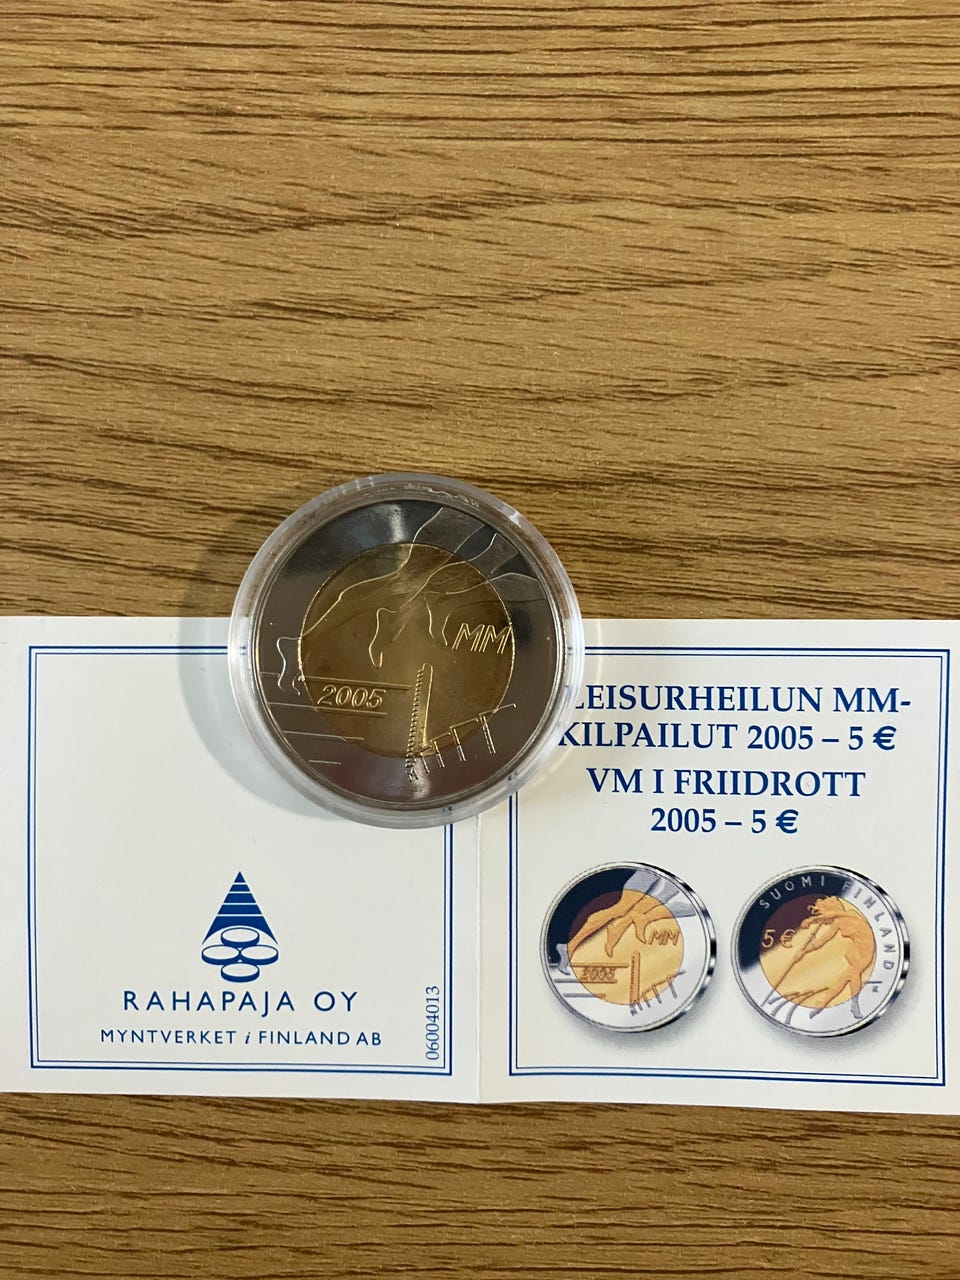 MM
2005
LEISURHEILUN MM-
KILPAILUT 2005 – 5 €
VM I FRIIDROTT
2005 – 5 €
MM
2005
SUOMI FINLAND
5 €
RAHAPAJA OY
MYNTVERKET i FINLAND AB
06004013